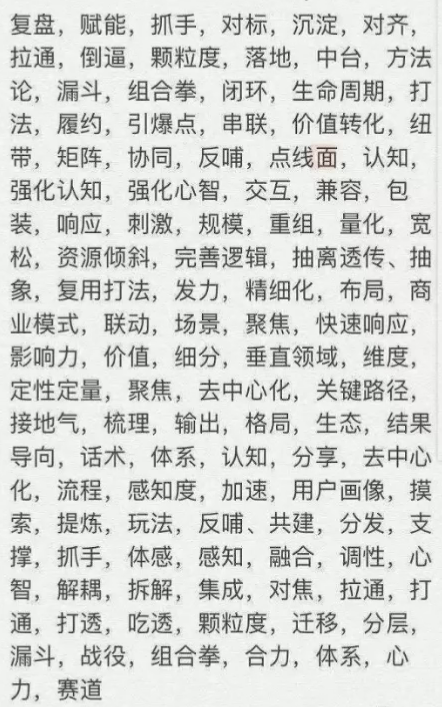 复盘，赋能，抓手，对标，沉淀，对齐，
拉通，倒逼，颗粒度，落地，中台，方法
论，漏斗，组合拳，闭环，生命周期，打
法，履约，引爆点，串联，价值转化，纽
带，矩阵，协同，反哺，点线面，认知，
强化认知，强化心智，交互，兼容，包
装，响应，刺激，规模，重组，量化，宽
松，资源倾斜，完善逻辑，抽离透传、抽
象，复用打法，发力，精细化，布局，商
业模式，联动，场景，聚焦，快速响应，
影响力，价值，细分，垂直领域，维度，
定性定量，聚焦，去中心化，关键路径，
接地气，梳理，输出，格局，生态，结果
导向，话术，体系，认知，分享，去中心
化，流程，感知度，加速，用户画像，摸
索，提炼，玩法，反哺、共建，分发，支
撑，抓手，体感，感知，融合，调性，心
智，解耦，拆解，集成，对焦，拉通，打
通，打透，吃透，颗粒度，迁移，分层，
漏斗，战役，组合拳，合力，体系，心
力，赛道